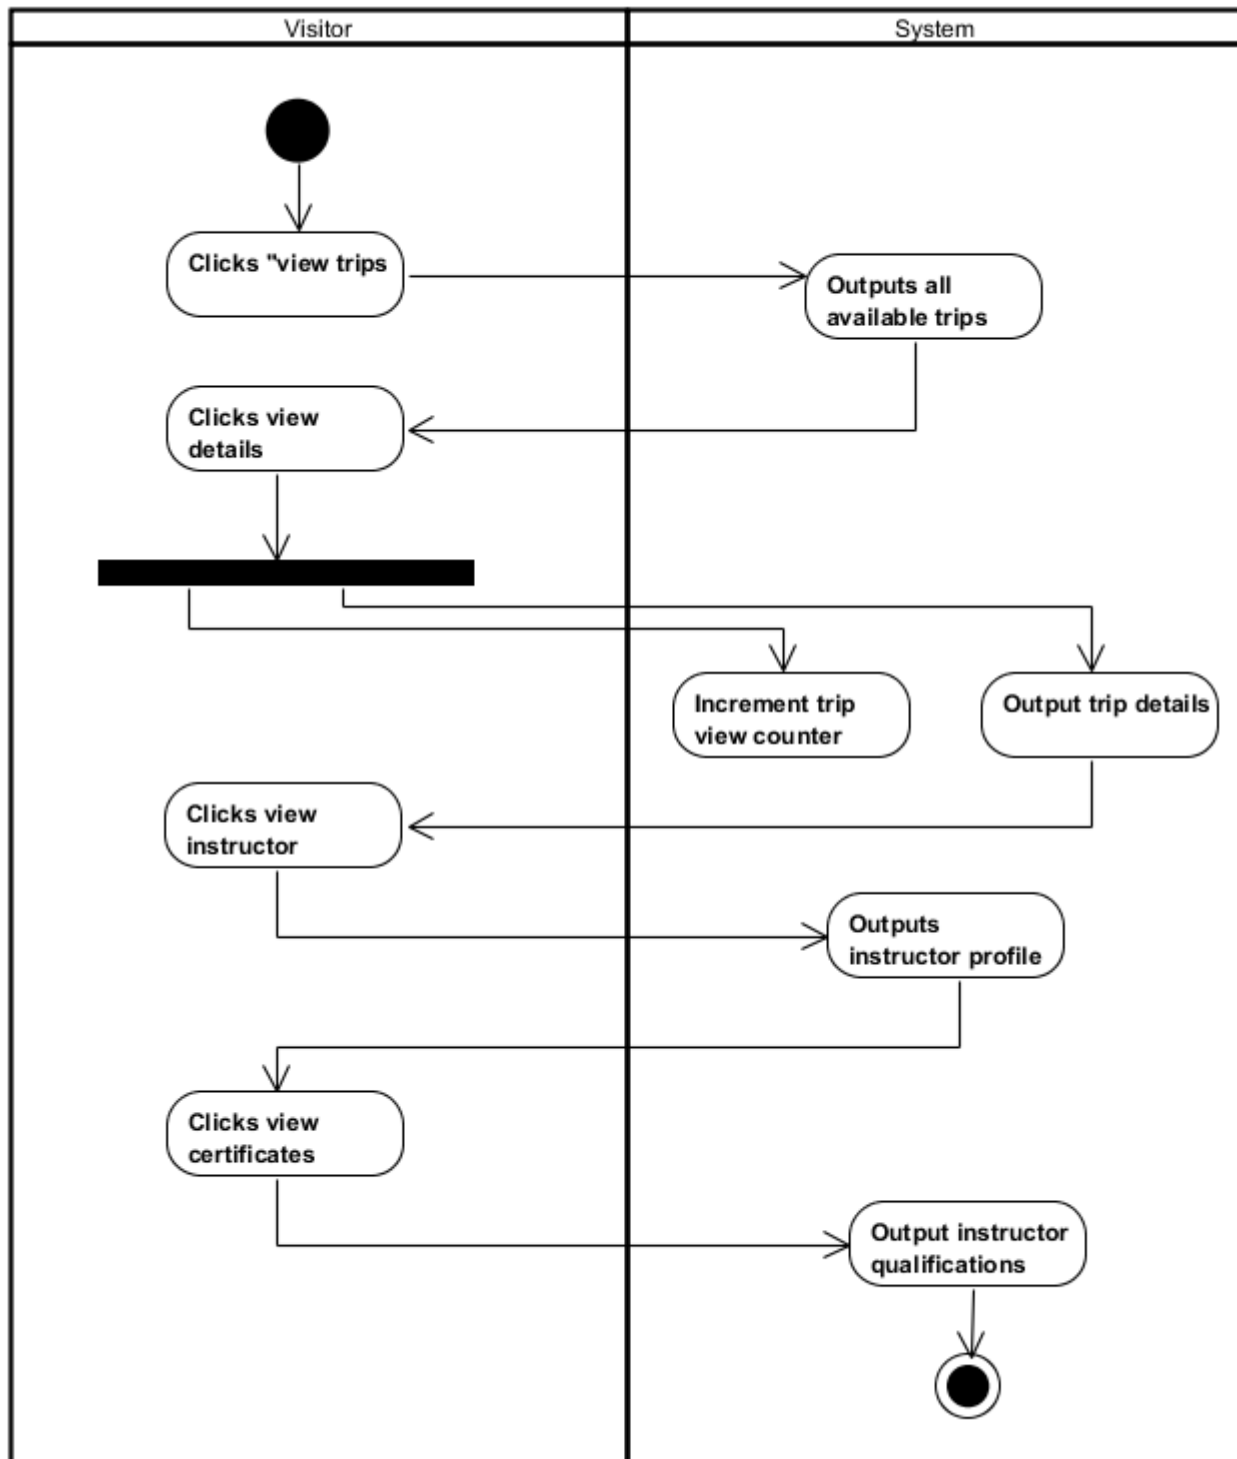 Visitor
System
Clicks "view trips
Outputs all
available trips
Clicks view
details
Increment trip
view counter
Output trip details
Clicks view
instructor
Outputs
instructor profile
Clicks view
certificates
Output instructor
qualifications